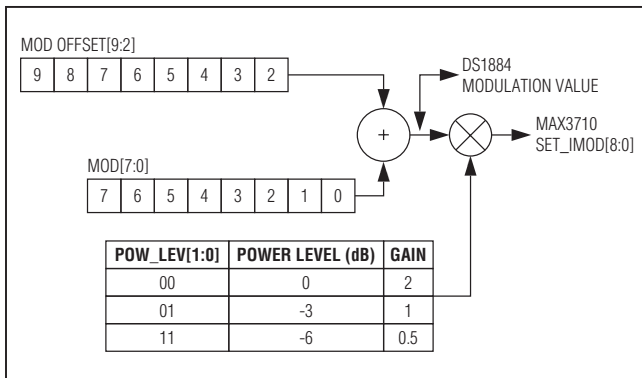 MOD OFFSET[9:2]
9 8 7 6 5 4 3 2
DS1884
MODULATION VALUE
+
MAX3710
SET_IMOD[8:0]
MOD[7:0]
7 6 5 4 3 2 1 0
POW_LEV[1:0] POWER LEVEL (dB) GAIN
00 0 2
01 -3 1
11 -6 0.5